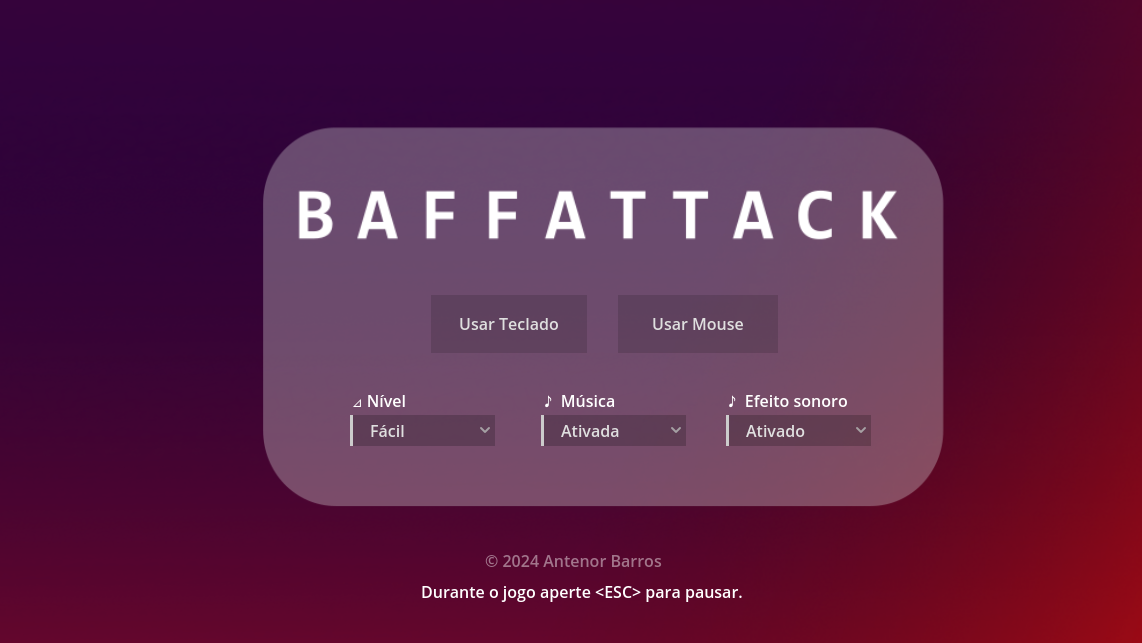 BAFFATTACK
Usar Teclado Usar Mouse
⊿ Nível ♪ Música ♪ Efeito sonoro
Fácil Ativada Ativado
© 2024 Antenor Barros
Durante o jogo aperte <ESC> para pausar.